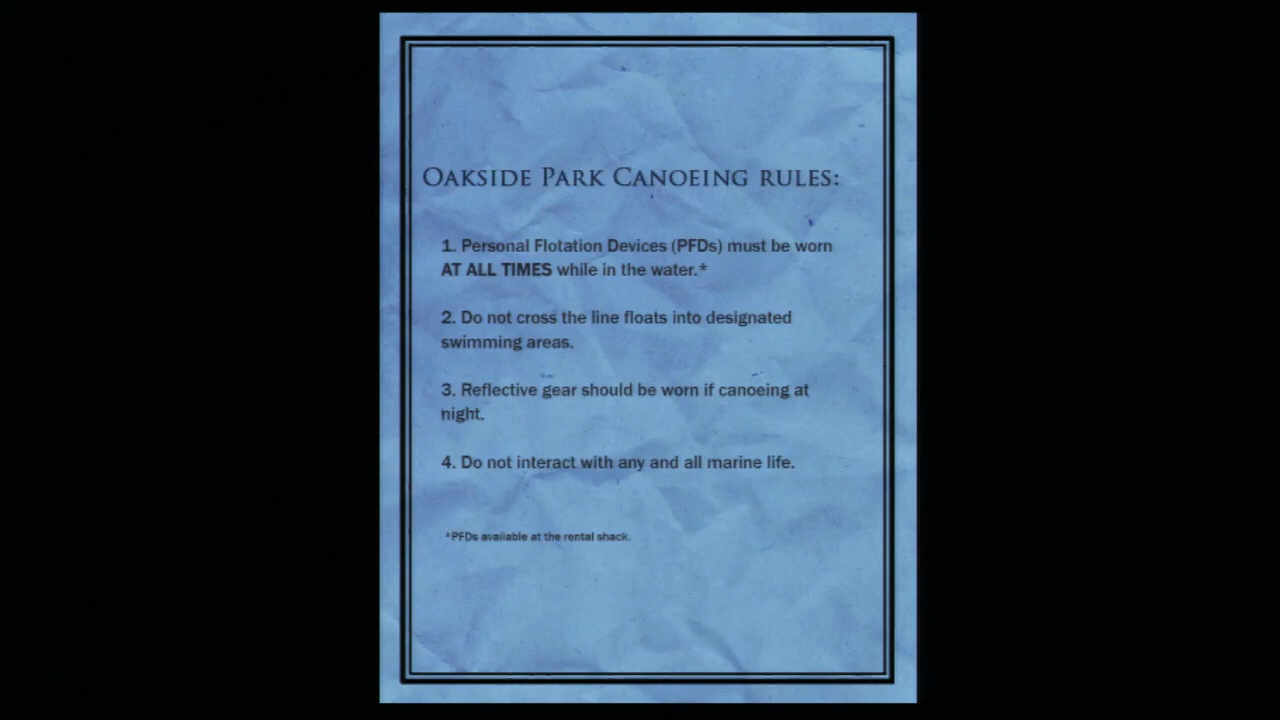 Oakside Park Canoeing rules:
1. Personal Flotation Devices (PFDs) must be worn
AT ALL TIMES while in the water.*
2. Do not cross the line floats into designated
swimming areas.
3. Reflective gear should be worn if canoeing at
night.
4. Do not interact with any and all marine life.
*PFDs available at the rental shack.